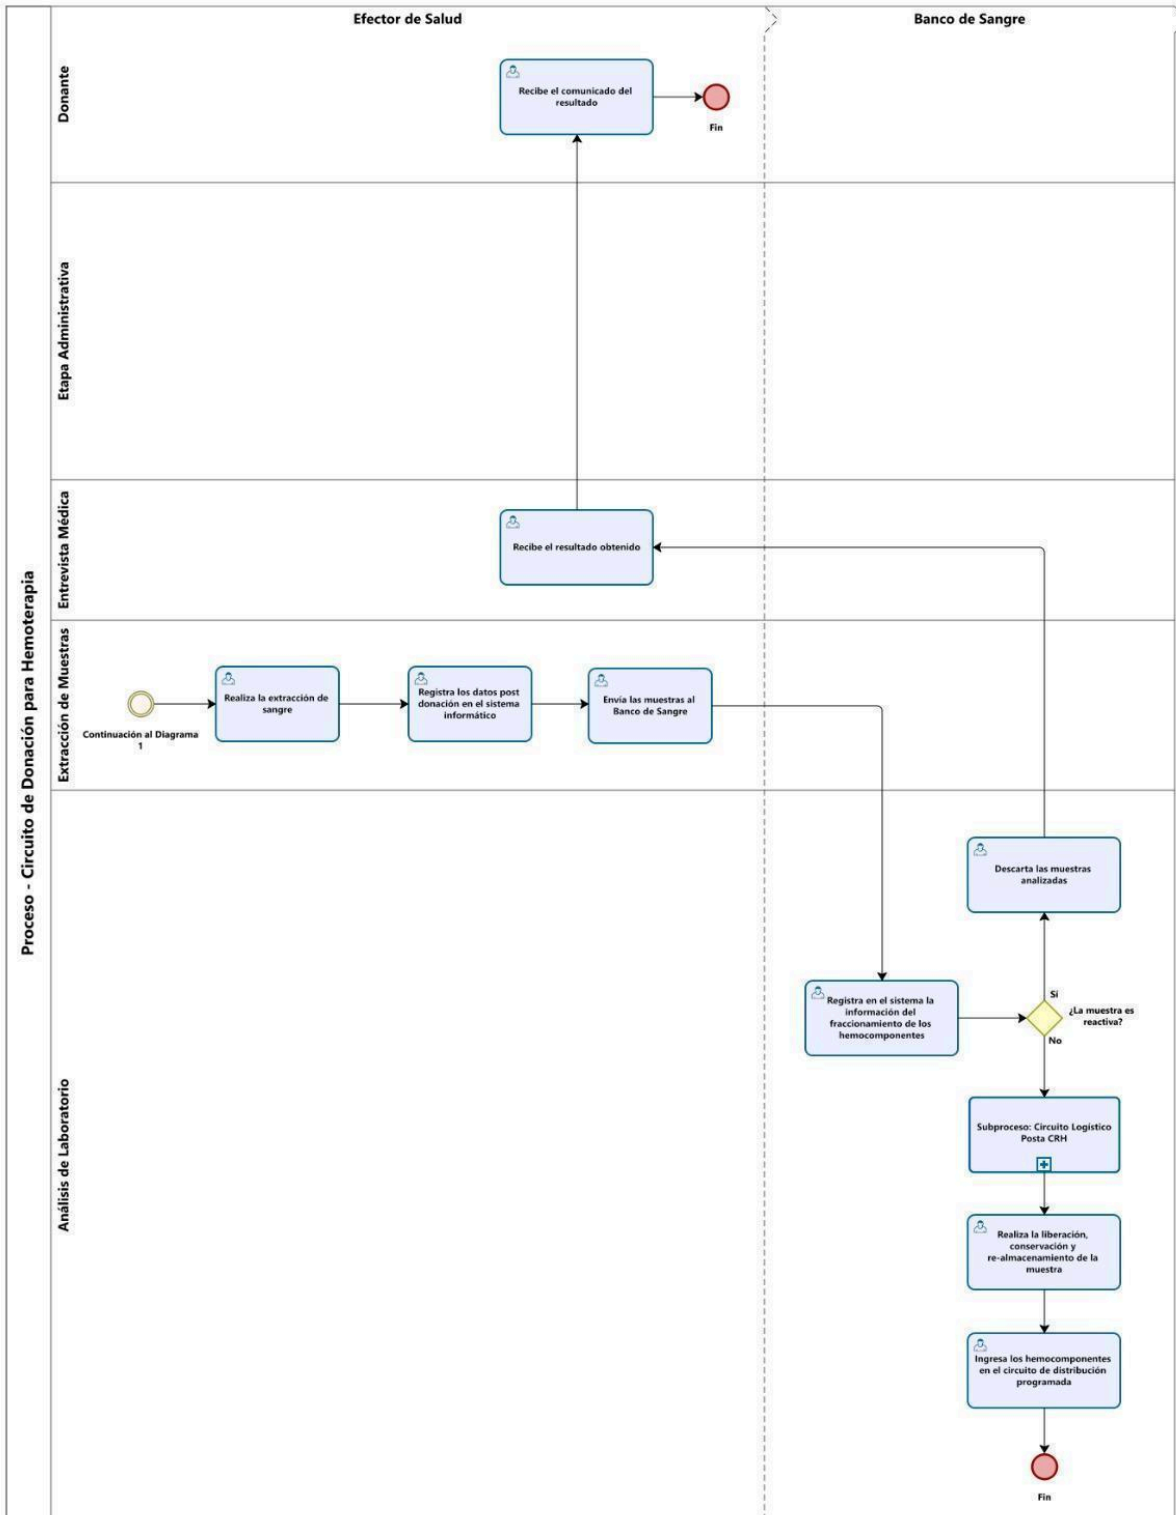 Proceso - Circuito de Donación para Hemoterapia
Efector de Salud
Banco de Sangre
Donante
Recibe el comunicado del
resultado
Fin
Etapa Administrativa
Entrevista Médica
Recibe el resultado obtenido
Extracción de Muestras
Continuación al Diagrama
1
Realiza la extracción de
sangre
Registra los datos post
donación en el sistema
informático
Envía las muestras al
Banco de Sangre
Análisis de Laboratorio
Descarta las muestras
analizadas
Registra en el sistema la
información del
fraccionamiento de los
hemocomponentes
Si
¿La muestra es
reactiva?
No
Subproceso: Circuito Logístico
Posta CRH
Realiza la liberación,
conservación y
re-almacenamiento de la
muestra
Ingresa los hemocomponentes
en el circuito de distribución
programada
Fin